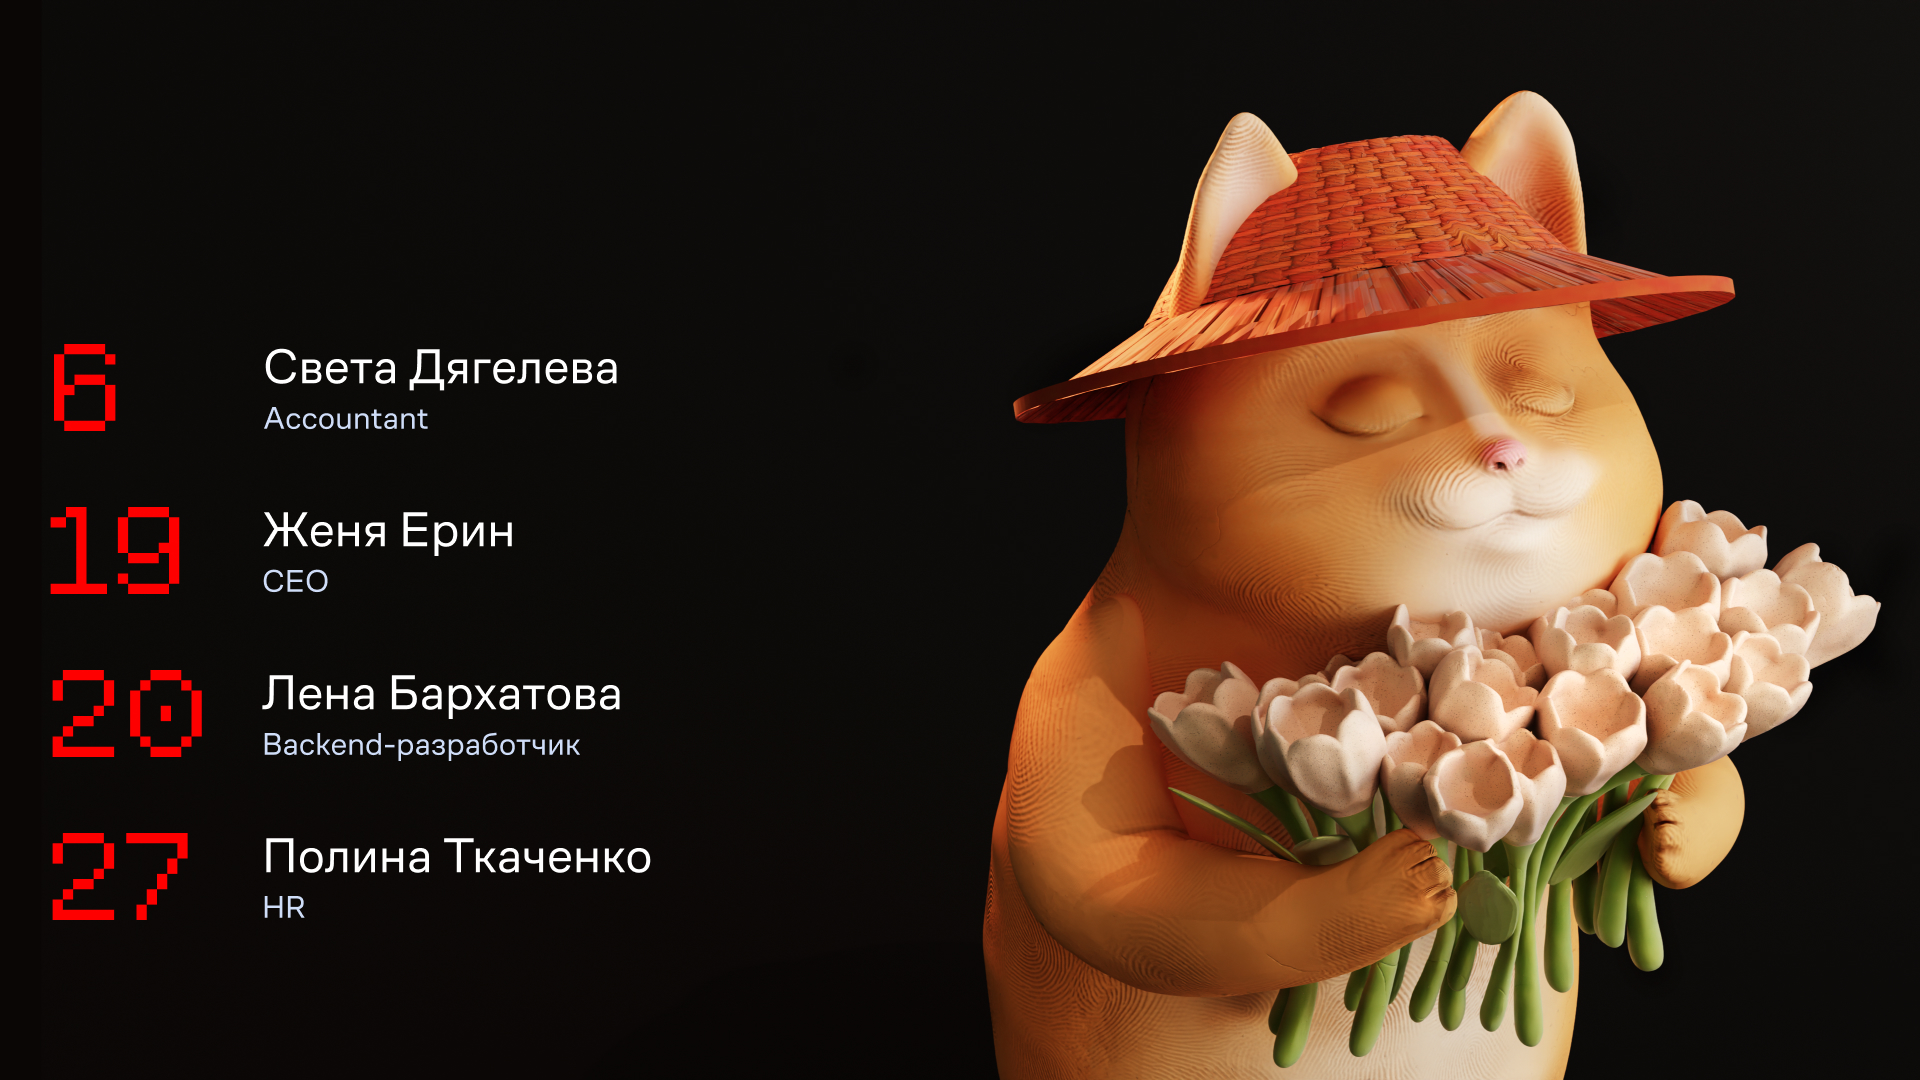 6
Света Дягелева
Accountant
19
Женя Ерин
CEO
20
Лена Бархатова
Backend-разработчик
27
Полина Ткаченко
HR